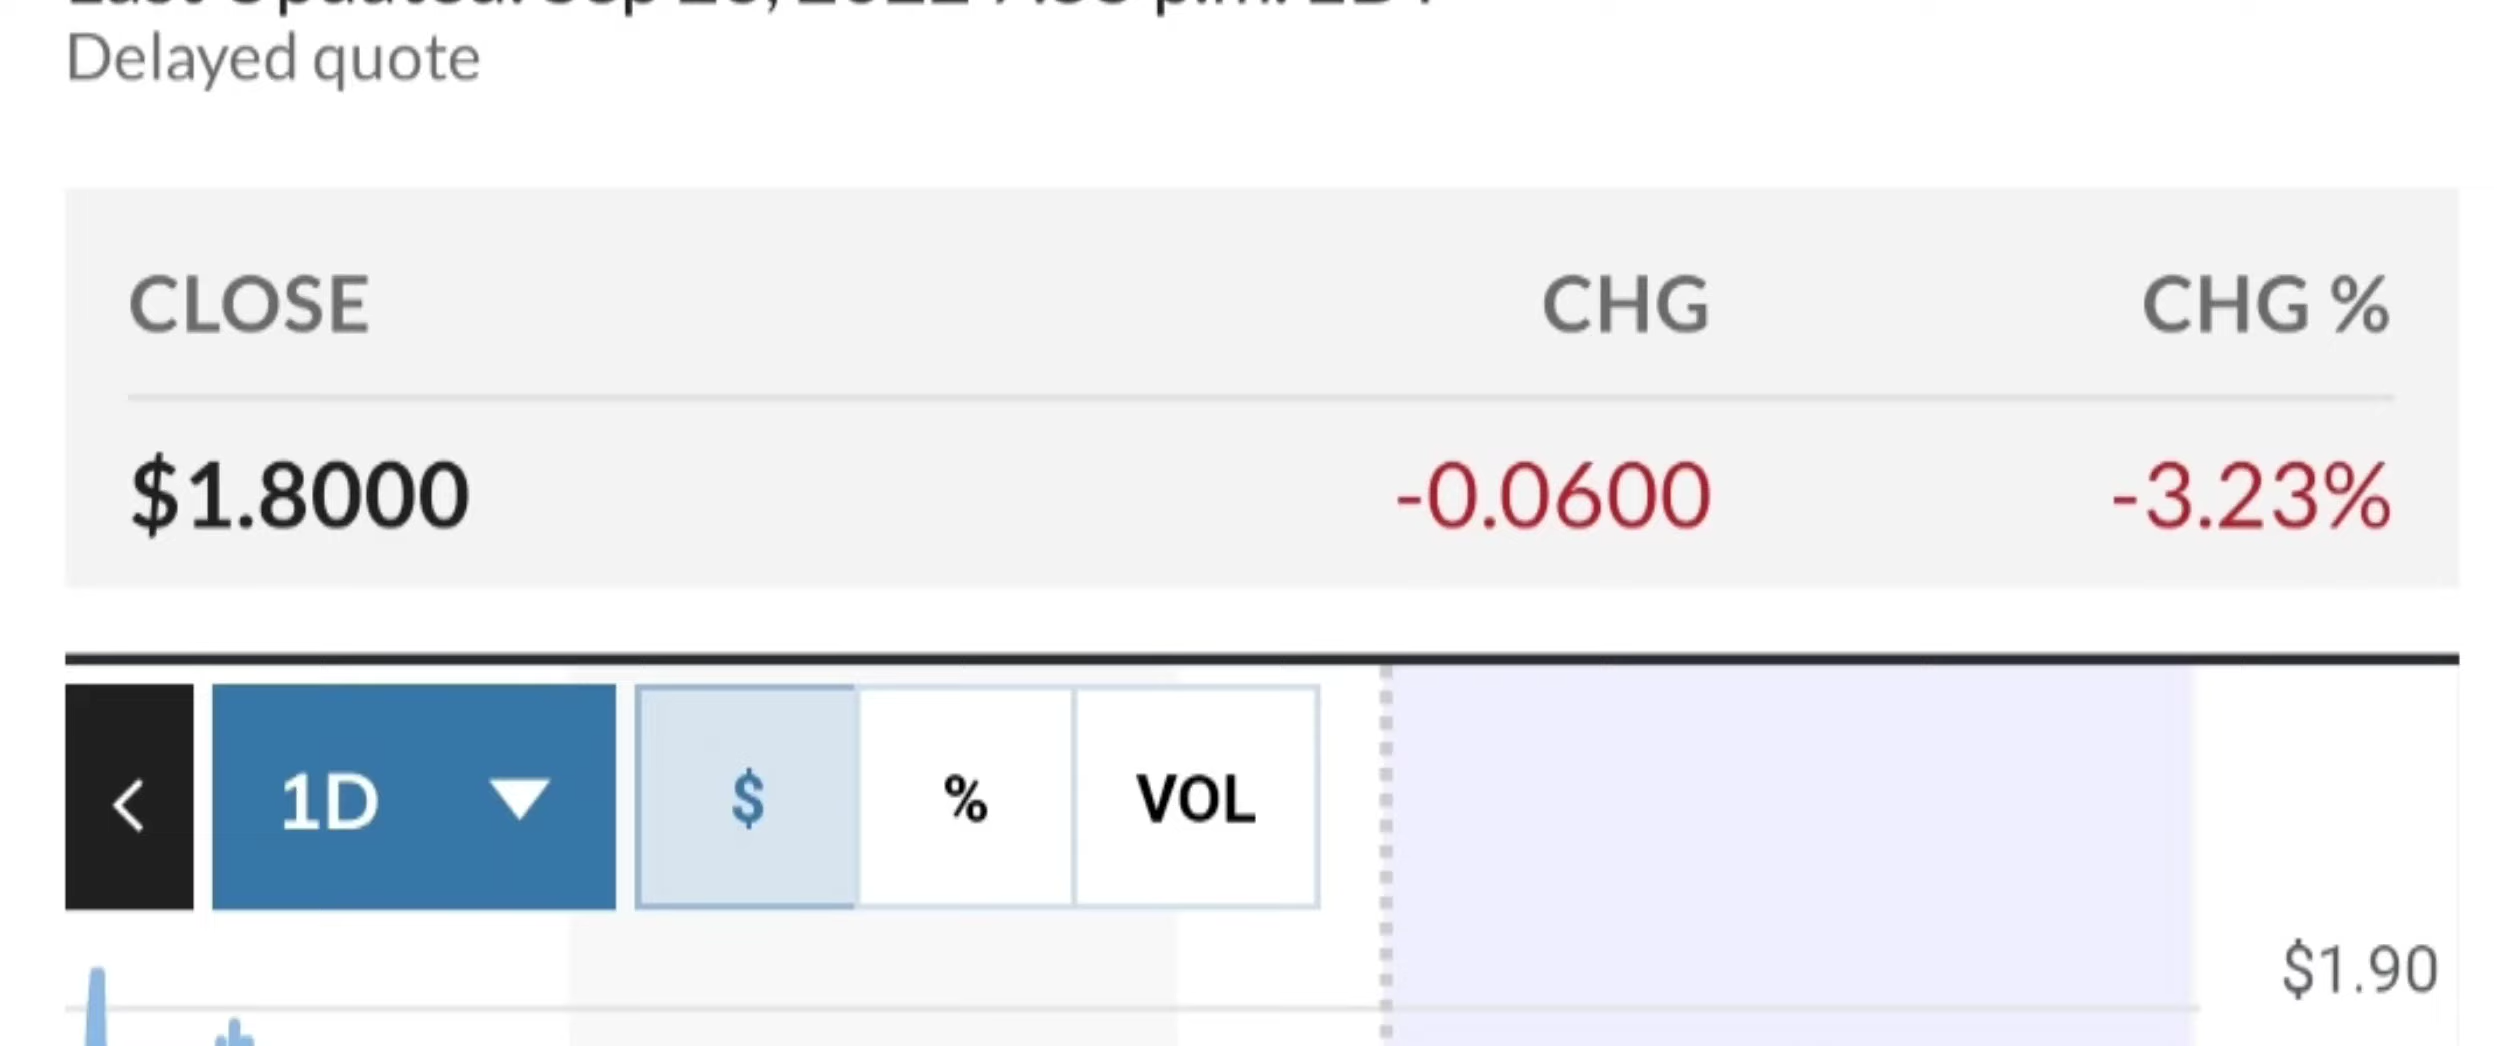 Delayed quote
CLOSE CHG CHG %
$1.8000 -0.0600 -3.23%
1D $ % VOL
$1.90